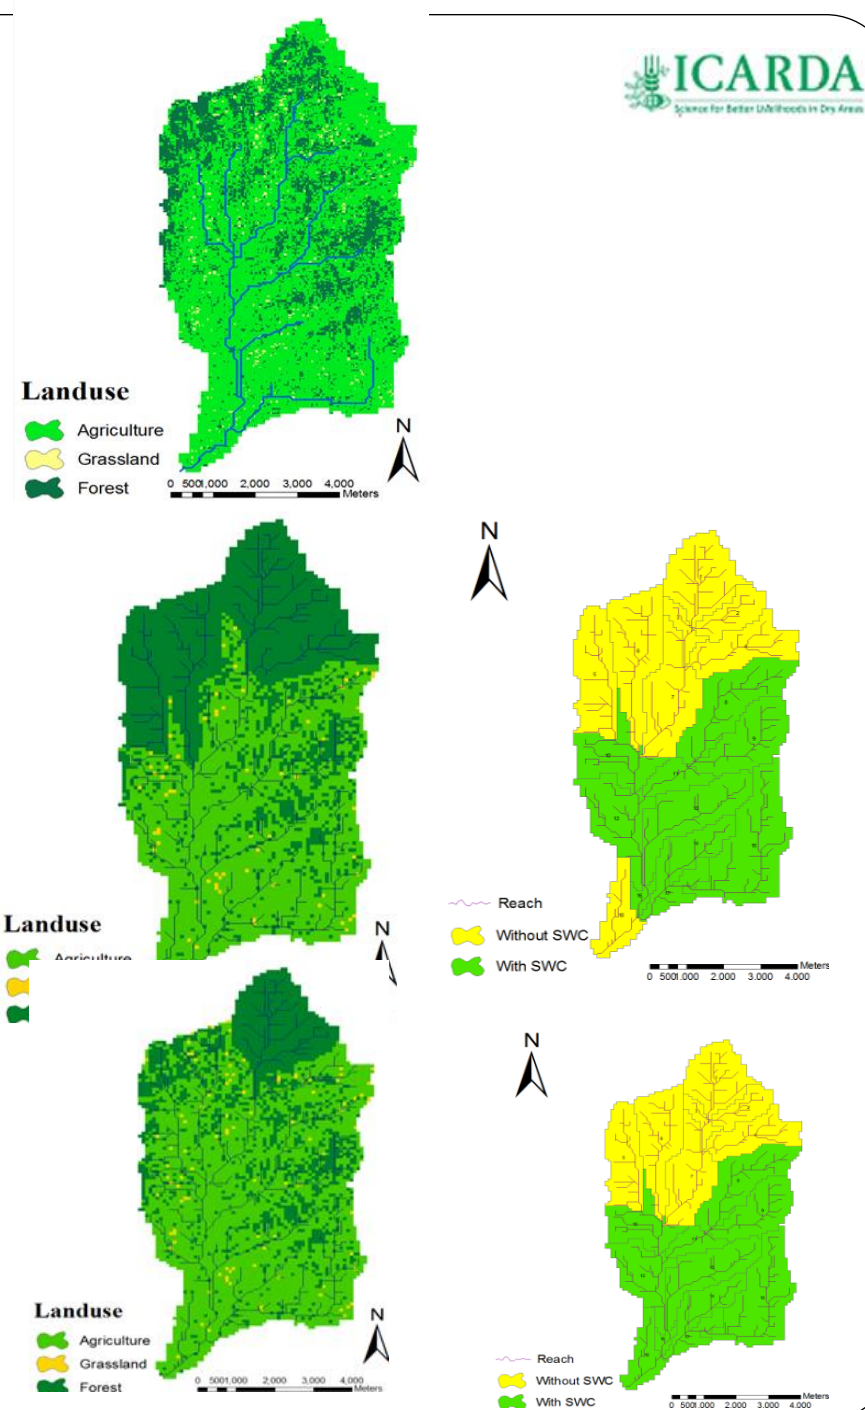 ICARDA
Science for Better Livelihoods in Dry Areas
Landuse
Agriculture
Grassland
Forest
N
0 500 1,000 2,000 3,000 4,000
Meters
N
Reach
Without SWC
With SWC
0 500 1.000 2.000 3.000 4.000
Meters
Landuse
Agriculture
N
Landuse
Agriculture
Grassland
Forest
N
0 500 1,000 2,000 3,000 4,000
Meters
N
Reach
Without SWC
With SWC
0 500 1.000 2.000 3.000 4.000
Meters